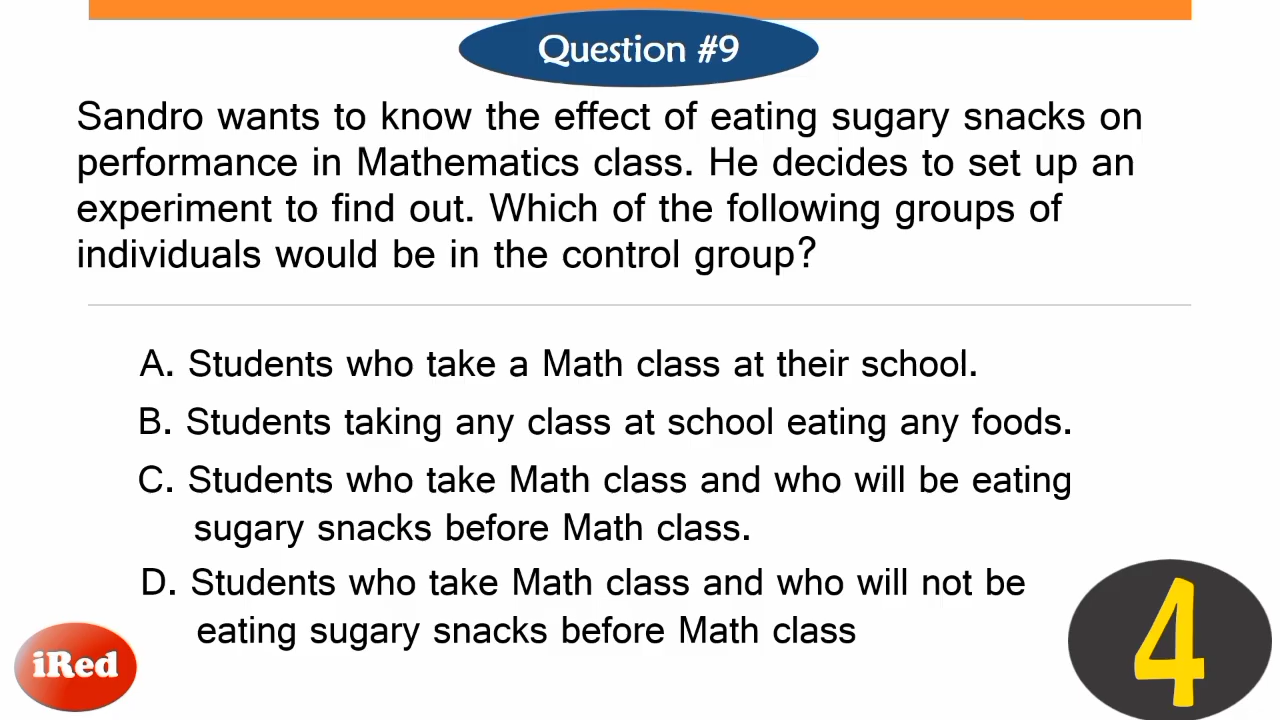 Question #9
Sandro wants to know the effect of eating sugary snacks on
performance in Mathematics class. He decides to set up an
experiment to find out. Which of the following groups of
individuals would be in the control group?
A. Students who take a Math class at their school.
B. Students taking any class at school eating any foods.
C. Students who take Math class and who will be eating
sugary snacks before Math class.
D. Students who take Math class and who will not be
eating sugary snacks before Math class
iRed
4